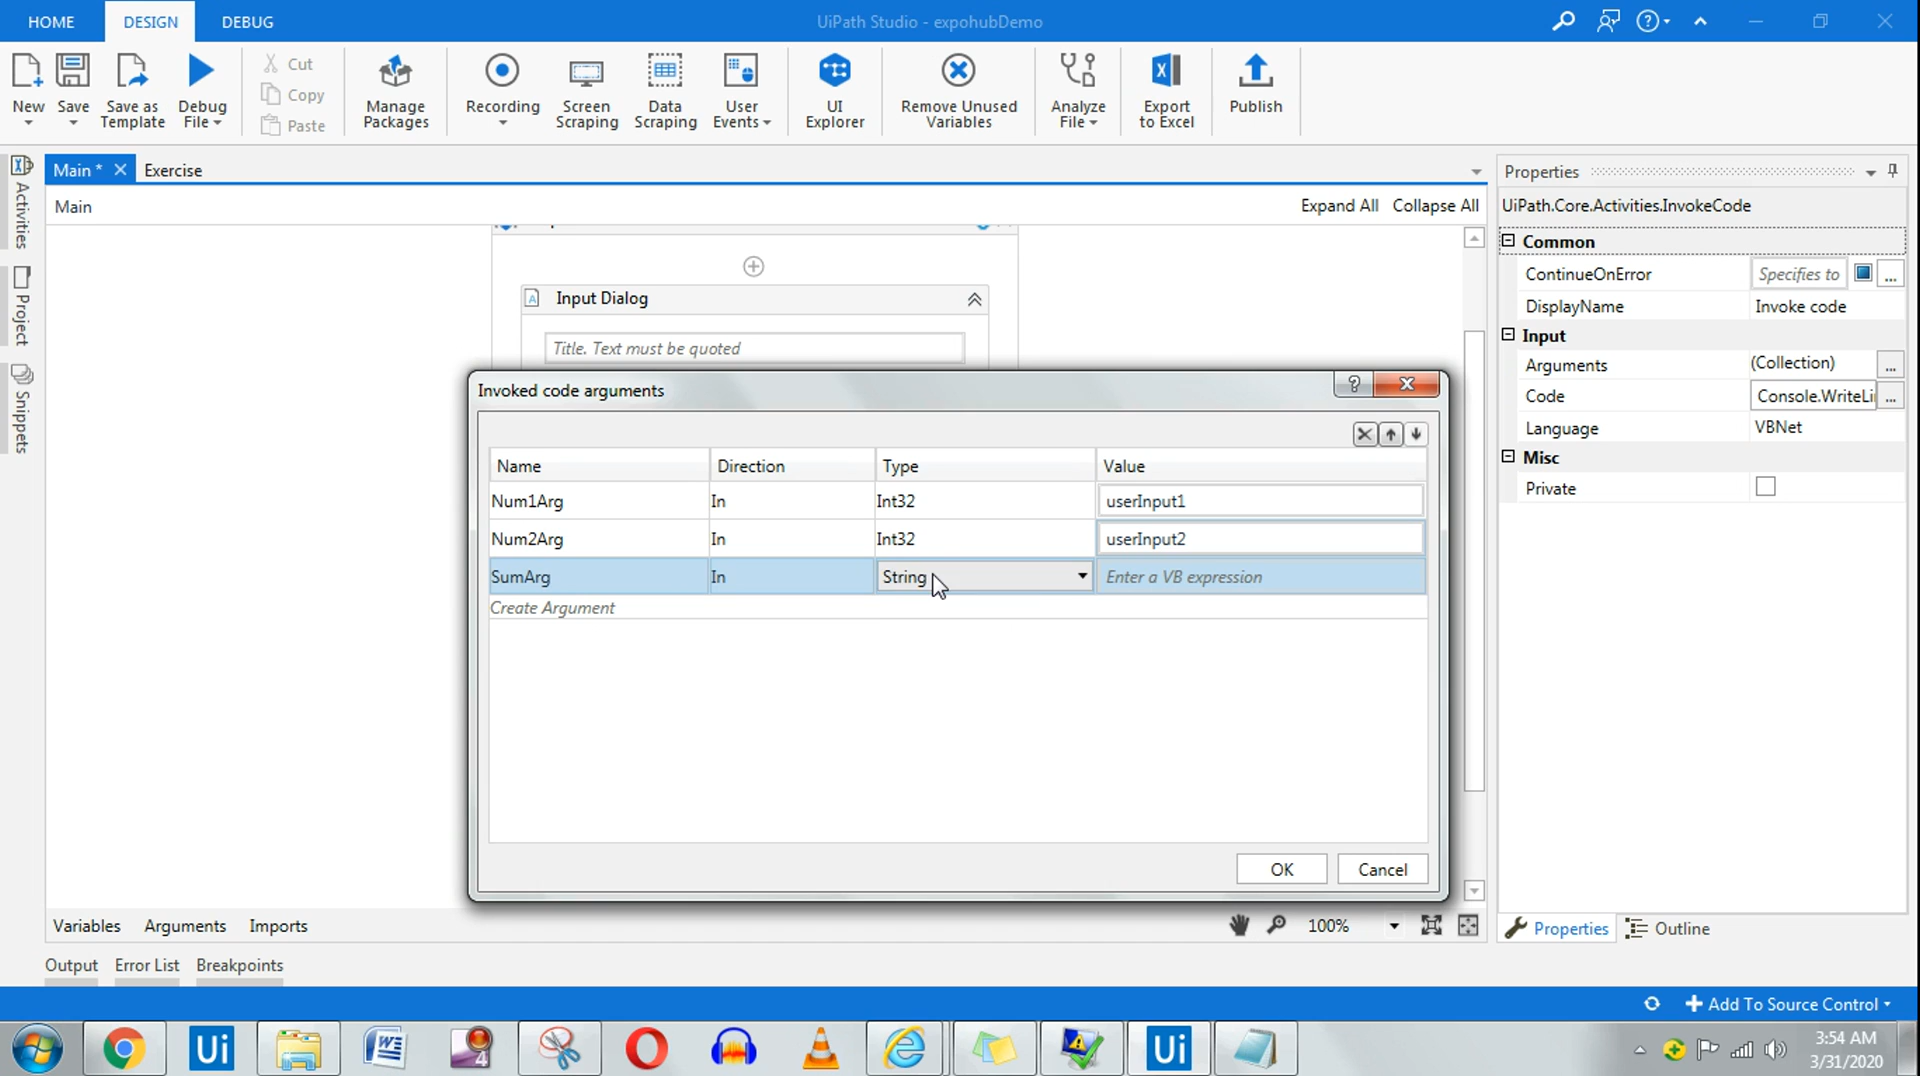 HOME DESIGN DEBUG UiPath Studio - expohubDemo
New Save Save as Template Debug File Cut Copy Paste Manage Packages Recording Screen Scraping Data Scraping User Events UI Explorer Remove Unused Variables Analyze File Export to Excel Publish
Activities
Project
Snippets
Main * Exercise
Main Expand All Collapse All
Input Dialog
Title. Text must be quoted
Invoked code arguments
Name Direction Type Value
Num1Arg In Int32 userInput1
Num2Arg In Int32 userInput2
SumArg In String Enter a VB expression
Create Argument
OK Cancel
Properties
UiPath.Core.Activities.InvokeCode
Common
ContinueOnError Specifies to ...
DisplayName Invoke code
Input
Arguments (Collection) ...
Code Console.WriteLi ...
Language VBNet
Misc
Private
Properties Outline
Variables Arguments Imports 100%
Output Error List Breakpoints
Add To Source Control
3:54 AM
3/31/2020